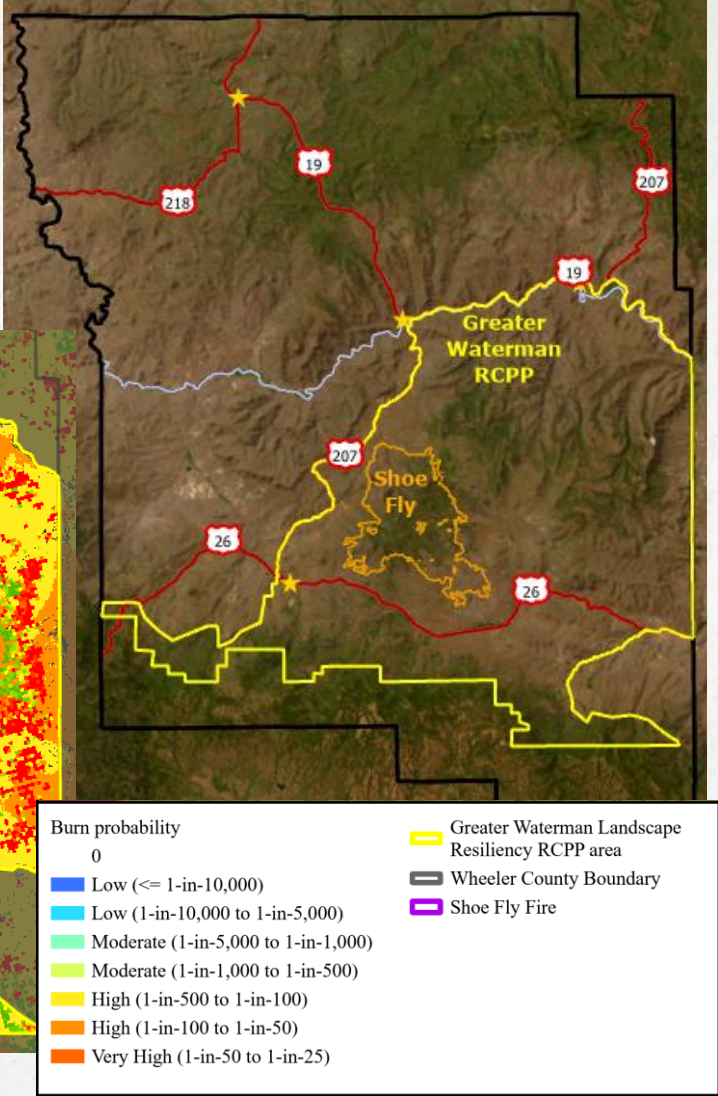 19
218
207
19
Greater
Waterman
RCPP
207
Shoe
Fly
26
26
Burn probability
0
Low (<= 1-in-10,000)
Low (1-in-10,000 to 1-in-5,000)
Moderate (1-in-5,000 to 1-in-1,000)
Moderate (1-in-1,000 to 1-in-500)
High (1-in-500 to 1-in-100)
High (1-in-100 to 1-in-50)
Very High (1-in-50 to 1-in-25)
Greater Waterman Landscape
Resiliency RCPP area
Wheeler County Boundary
Shoe Fly Fire